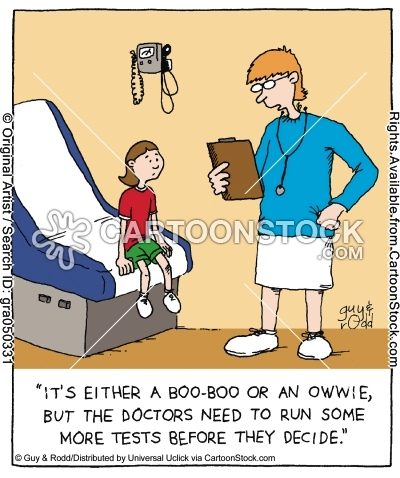 © Original Artist / Search ID: gra050331
Rights Available from CartoonStock.com
CARTOONSTOCK
.COM
guy &
rodd
"IT'S EITHER A BOO-BOO OR AN OWWIE,
BUT THE DOCTORS NEED TO RUN SOME
MORE TESTS BEFORE THEY DECIDE."
© Guy & Rodd/Distributed by Universal Uclick via CartoonStock.com